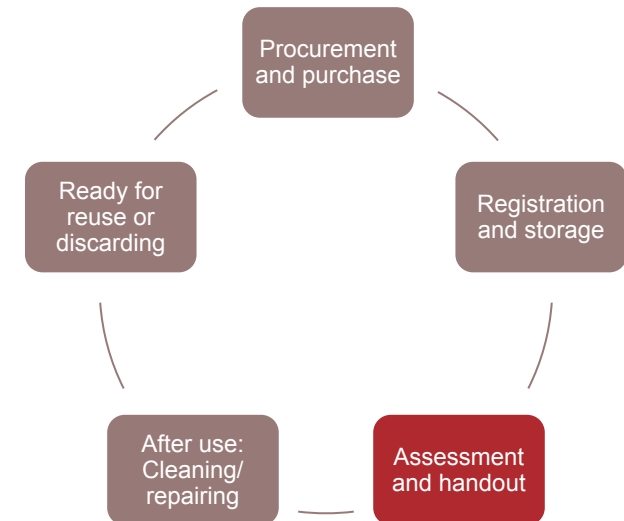 Procurement
and purchase
Registration
and storage
Assessment
and handout
After use:
Cleaning/
repairing
Ready for
reuse or
discarding